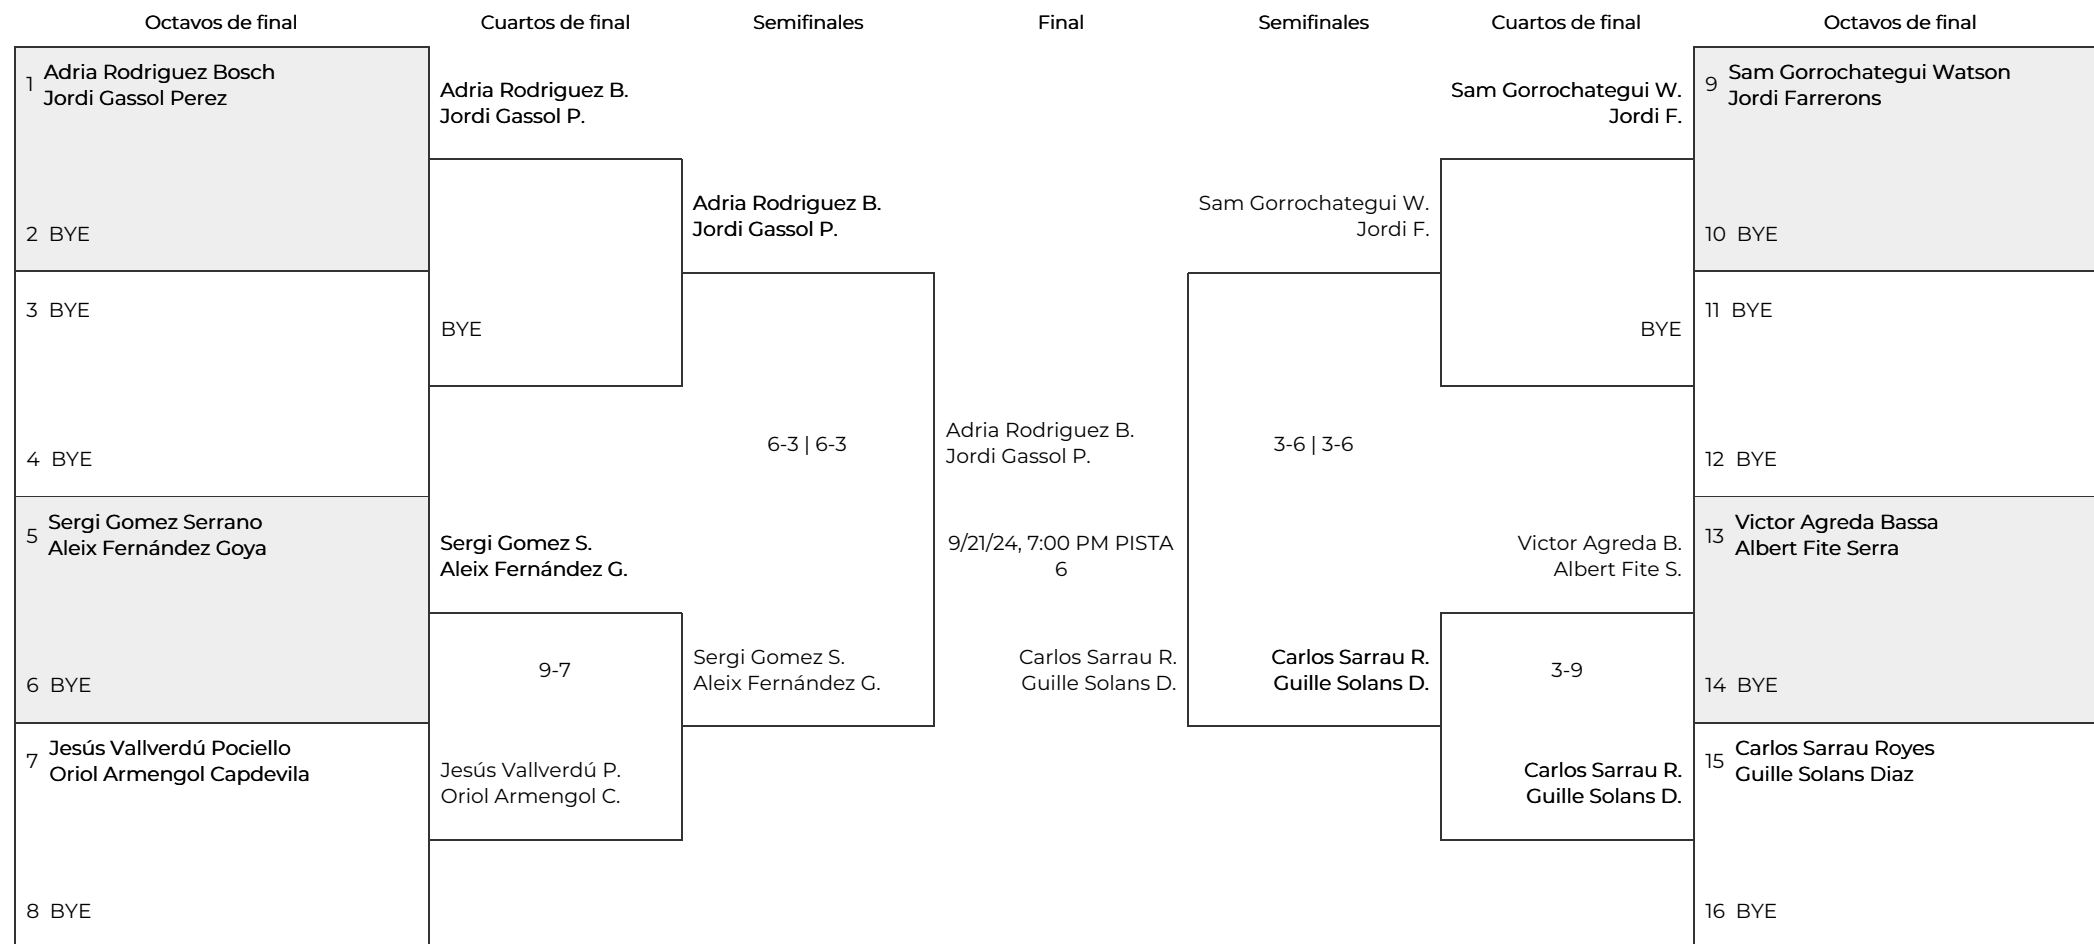 Octavos de final
Cuartos de final
Semifinales
Final
Semifinales
Cuartos de final
Octavos de final
1 Adria Rodriguez Bosch
Jordi Gassol Perez
2 BYE
3 BYE
4 BYE
5 Sergi Gomez Serrano
Aleix Fernández Goya
6 BYE
7 Jesús Vallverdú Pociello
Oriol Armengol Capdevila
8 BYE
Adria Rodriguez B.
Jordi Gassol P.
BYE
Sergi Gomez S.
Aleix Fernández G.
9-7
Jesús Vallverdú P.
Oriol Armengol C.
Adria Rodriguez B.
Jordi Gassol P.
6-3 | 6-3
Sergi Gomez S.
Aleix Fernández G.
Adria Rodriguez B.
Jordi Gassol P.
9/21/24, 7:00 PM PISTA
6
Carlos Sarrau R.
Guille Solans D.
Sam Gorrochategui W.
Jordi F.
3-6 | 3-6
Carlos Sarrau R.
Guille Solans D.
Sam Gorrochategui W.
Jordi F.
BYE
Victor Agreda B.
Albert Fite S.
3-9
Carlos Sarrau R.
Guille Solans D.
9 Sam Gorrochategui Watson
Jordi Farrerons
10 BYE
11 BYE
12 BYE
13 Victor Agreda Bassa
Albert Fite Serra
14 BYE
15 Carlos Sarrau Royes
Guille Solans Diaz
16 BYE